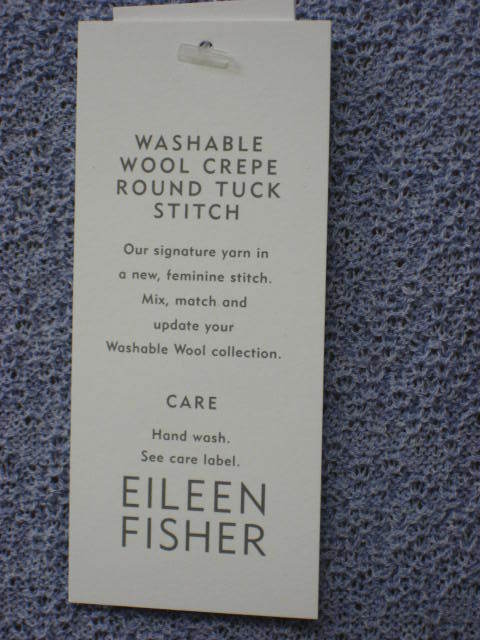 WASHABLE
WOOL CREPE
ROUND TUCK
STITCH
Our signature yarn in
a new, feminine stitch.
Mix, match and
update your
Washable Wool collection.
CARE
Hand wash.
See care label.
EILEEN
FISHER